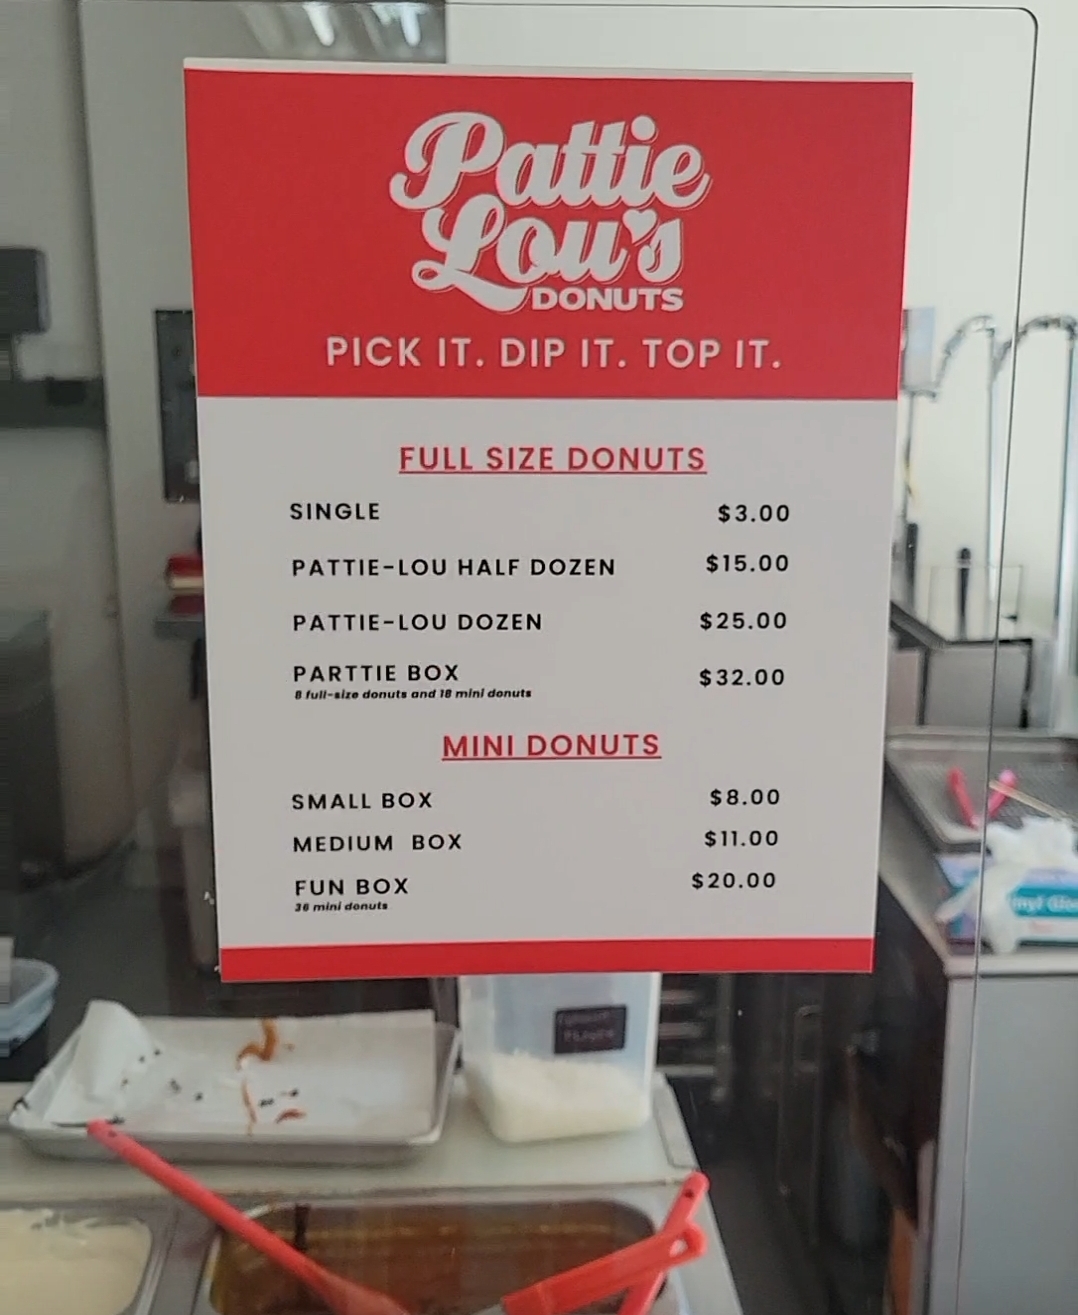 Pattie
Lou's
DONUTS
PICK IT. DIP IT. TOP IT.
FULL SIZE DONUTS
SINGLE $3.00
PATTIE-LOU HALF DOZEN $15.00
PATTIE-LOU DOZEN $25.00
PARTTIE BOX $32.00
8 full-size donuts and 18 mini donuts
MINI DONUTS
SMALL BOX $8.00
MEDIUM BOX $11.00
FUN BOX $20.00
36 mini donuts